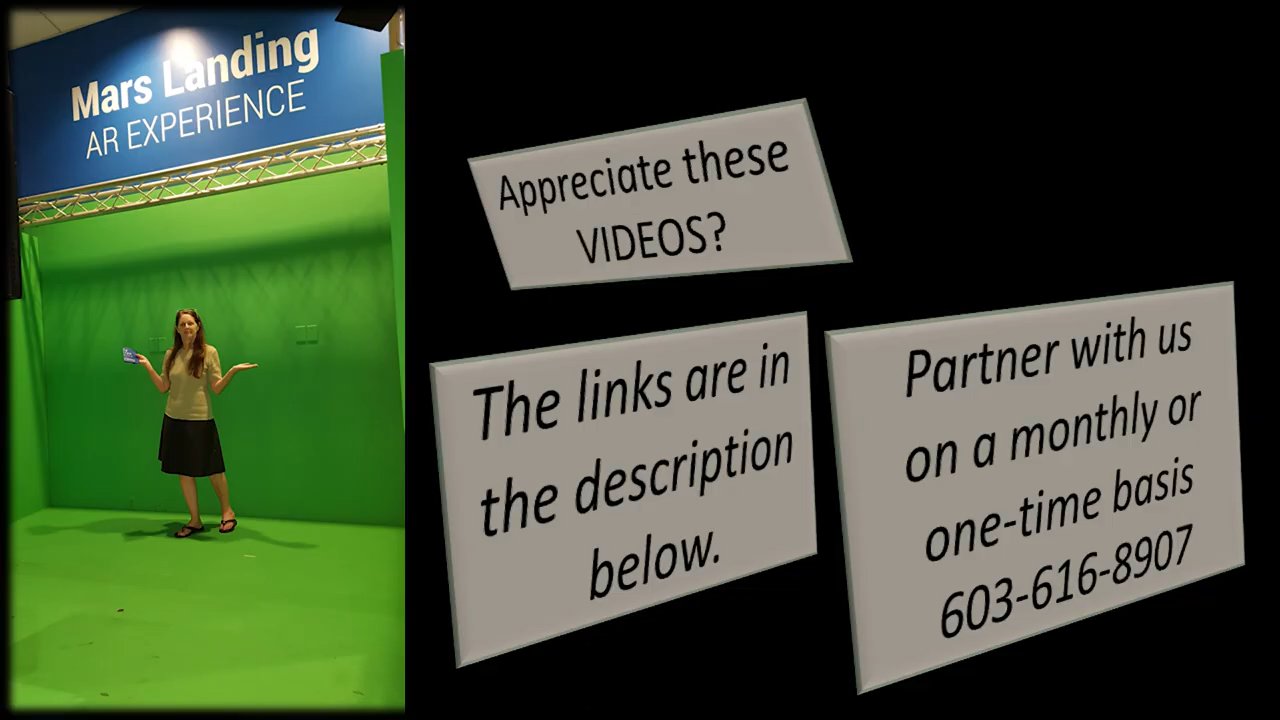 Mars Landing
AR EXPERIENCE
Appreciate these
VIDEOS?
The links are in
the description
below.
Partner with us
on a monthly or
one-time basis
603-616-8907